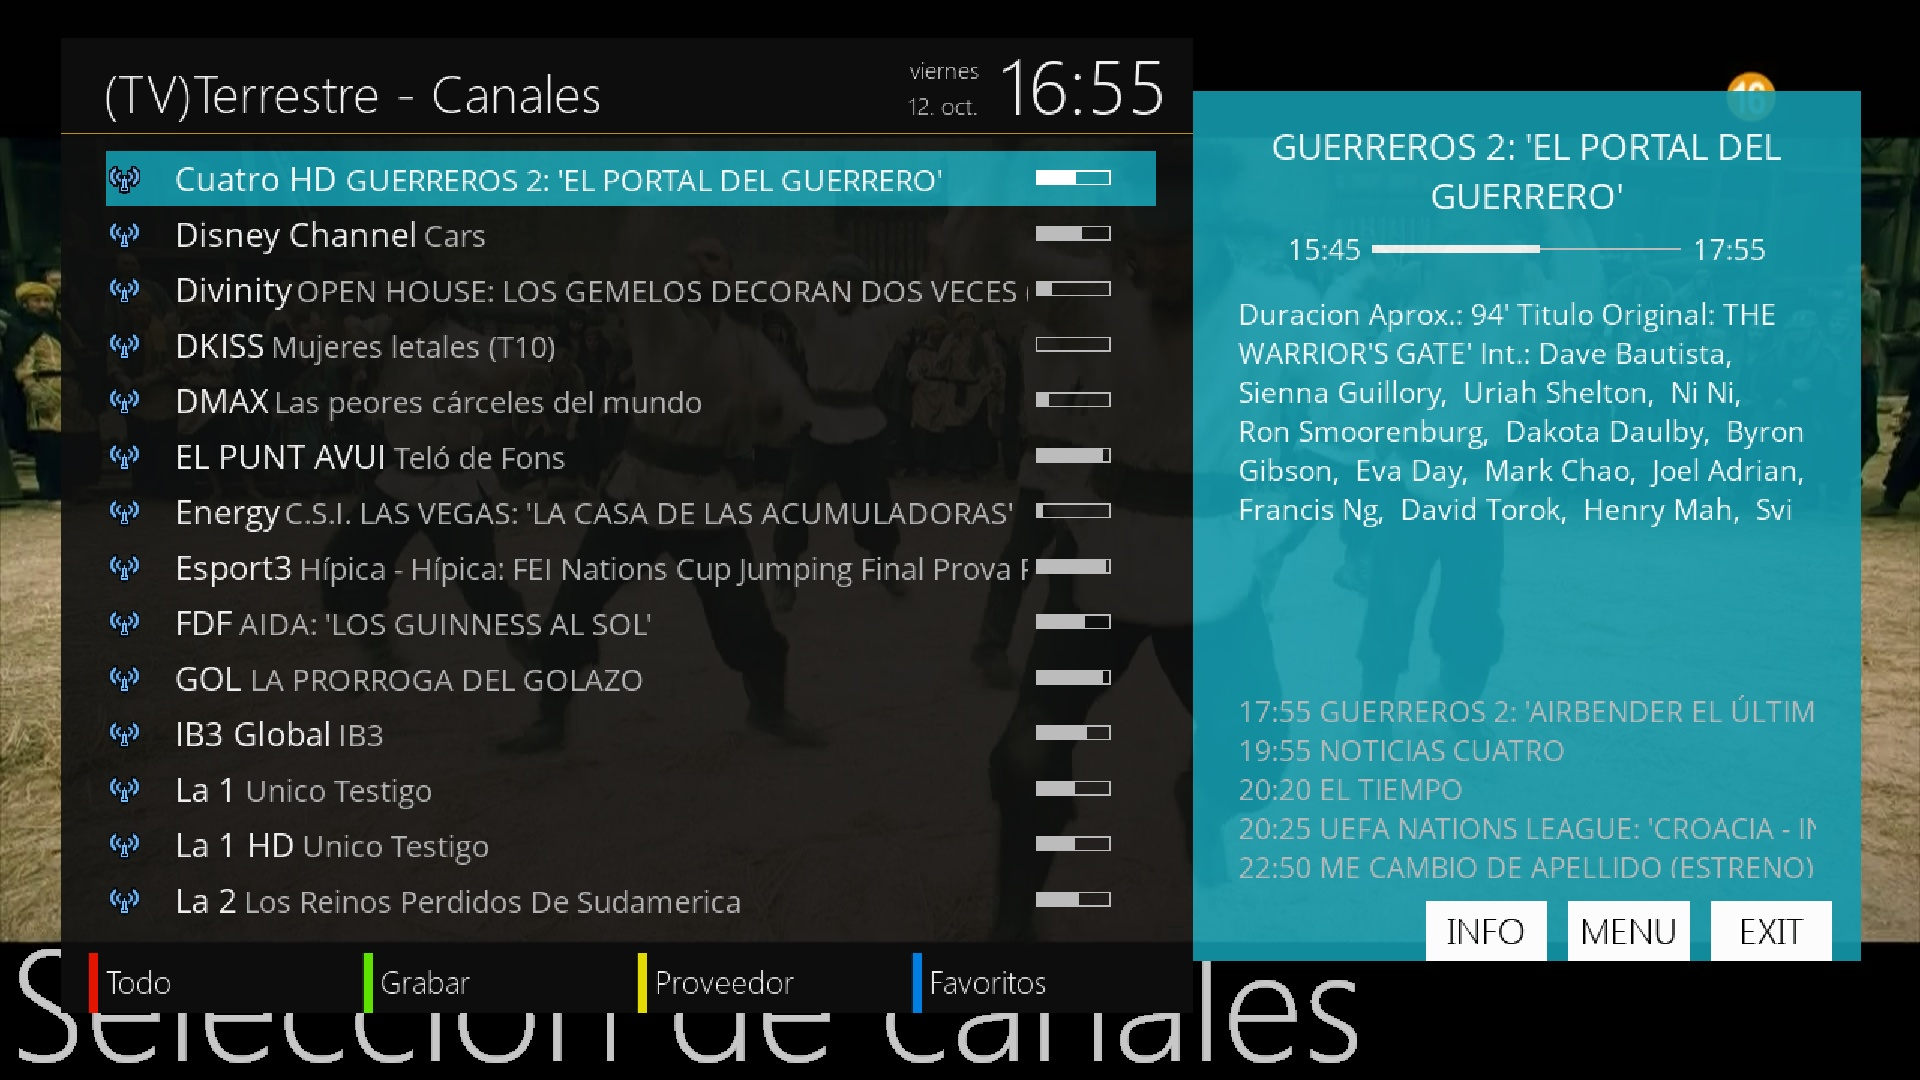 (TV)Terrestre - Canales
viernes
12. oct.
16:55
16
Cuatro HD GUERREROS 2: 'EL PORTAL DEL GUERRERO'
Disney Channel Cars
Divinity OPEN HOUSE: LOS GEMELOS DECORAN DOS VECES (
DKISS Mujeres letales (T10)
DMAX Las peores cárceles del mundo
EL PUNT AVUI Teló de Fons
Energy C.S.I. LAS VEGAS: 'LA CASA DE LAS ACUMULADORAS'
Esport3 Hípica - Hípica: FEI Nations Cup Jumping Final Prova
FDF AIDA: 'LOS GUINNESS AL SOL'
GOL LA PRORROGA DEL GOLAZO
IB3 Global IB3
La 1 Unico Testigo
La 1 HD Unico Testigo
La 2 Los Reinos Perdidos De Sudamerica
GUERREROS 2: 'EL PORTAL DEL
GUERRERO'
15:45 17:55
Duracion Aprox.: 94' Titulo Original: THE
WARRIOR'S GATE' Int.: Dave Bautista,
Sienna Guillory, Uriah Shelton, Ni Ni,
Ron Smoorenburg, Dakota Daulby, Byron
Gibson, Eva Day, Mark Chao, Joel Adrian,
Francis Ng, David Torok, Henry Mah, Svi
17:55 GUERREROS 2: 'AIRBENDER EL ÚLTIM
19:55 NOTICIAS CUATRO
20:20 EL TIEMPO
20:25 UEFA NATIONS LEAGUE: 'CROACIA - IN
22:50 ME CAMBIO DE APELLIDO (ESTRENO)
INFO MENU EXIT
Todo Grabar Proveedor Favoritos
Selección de canales